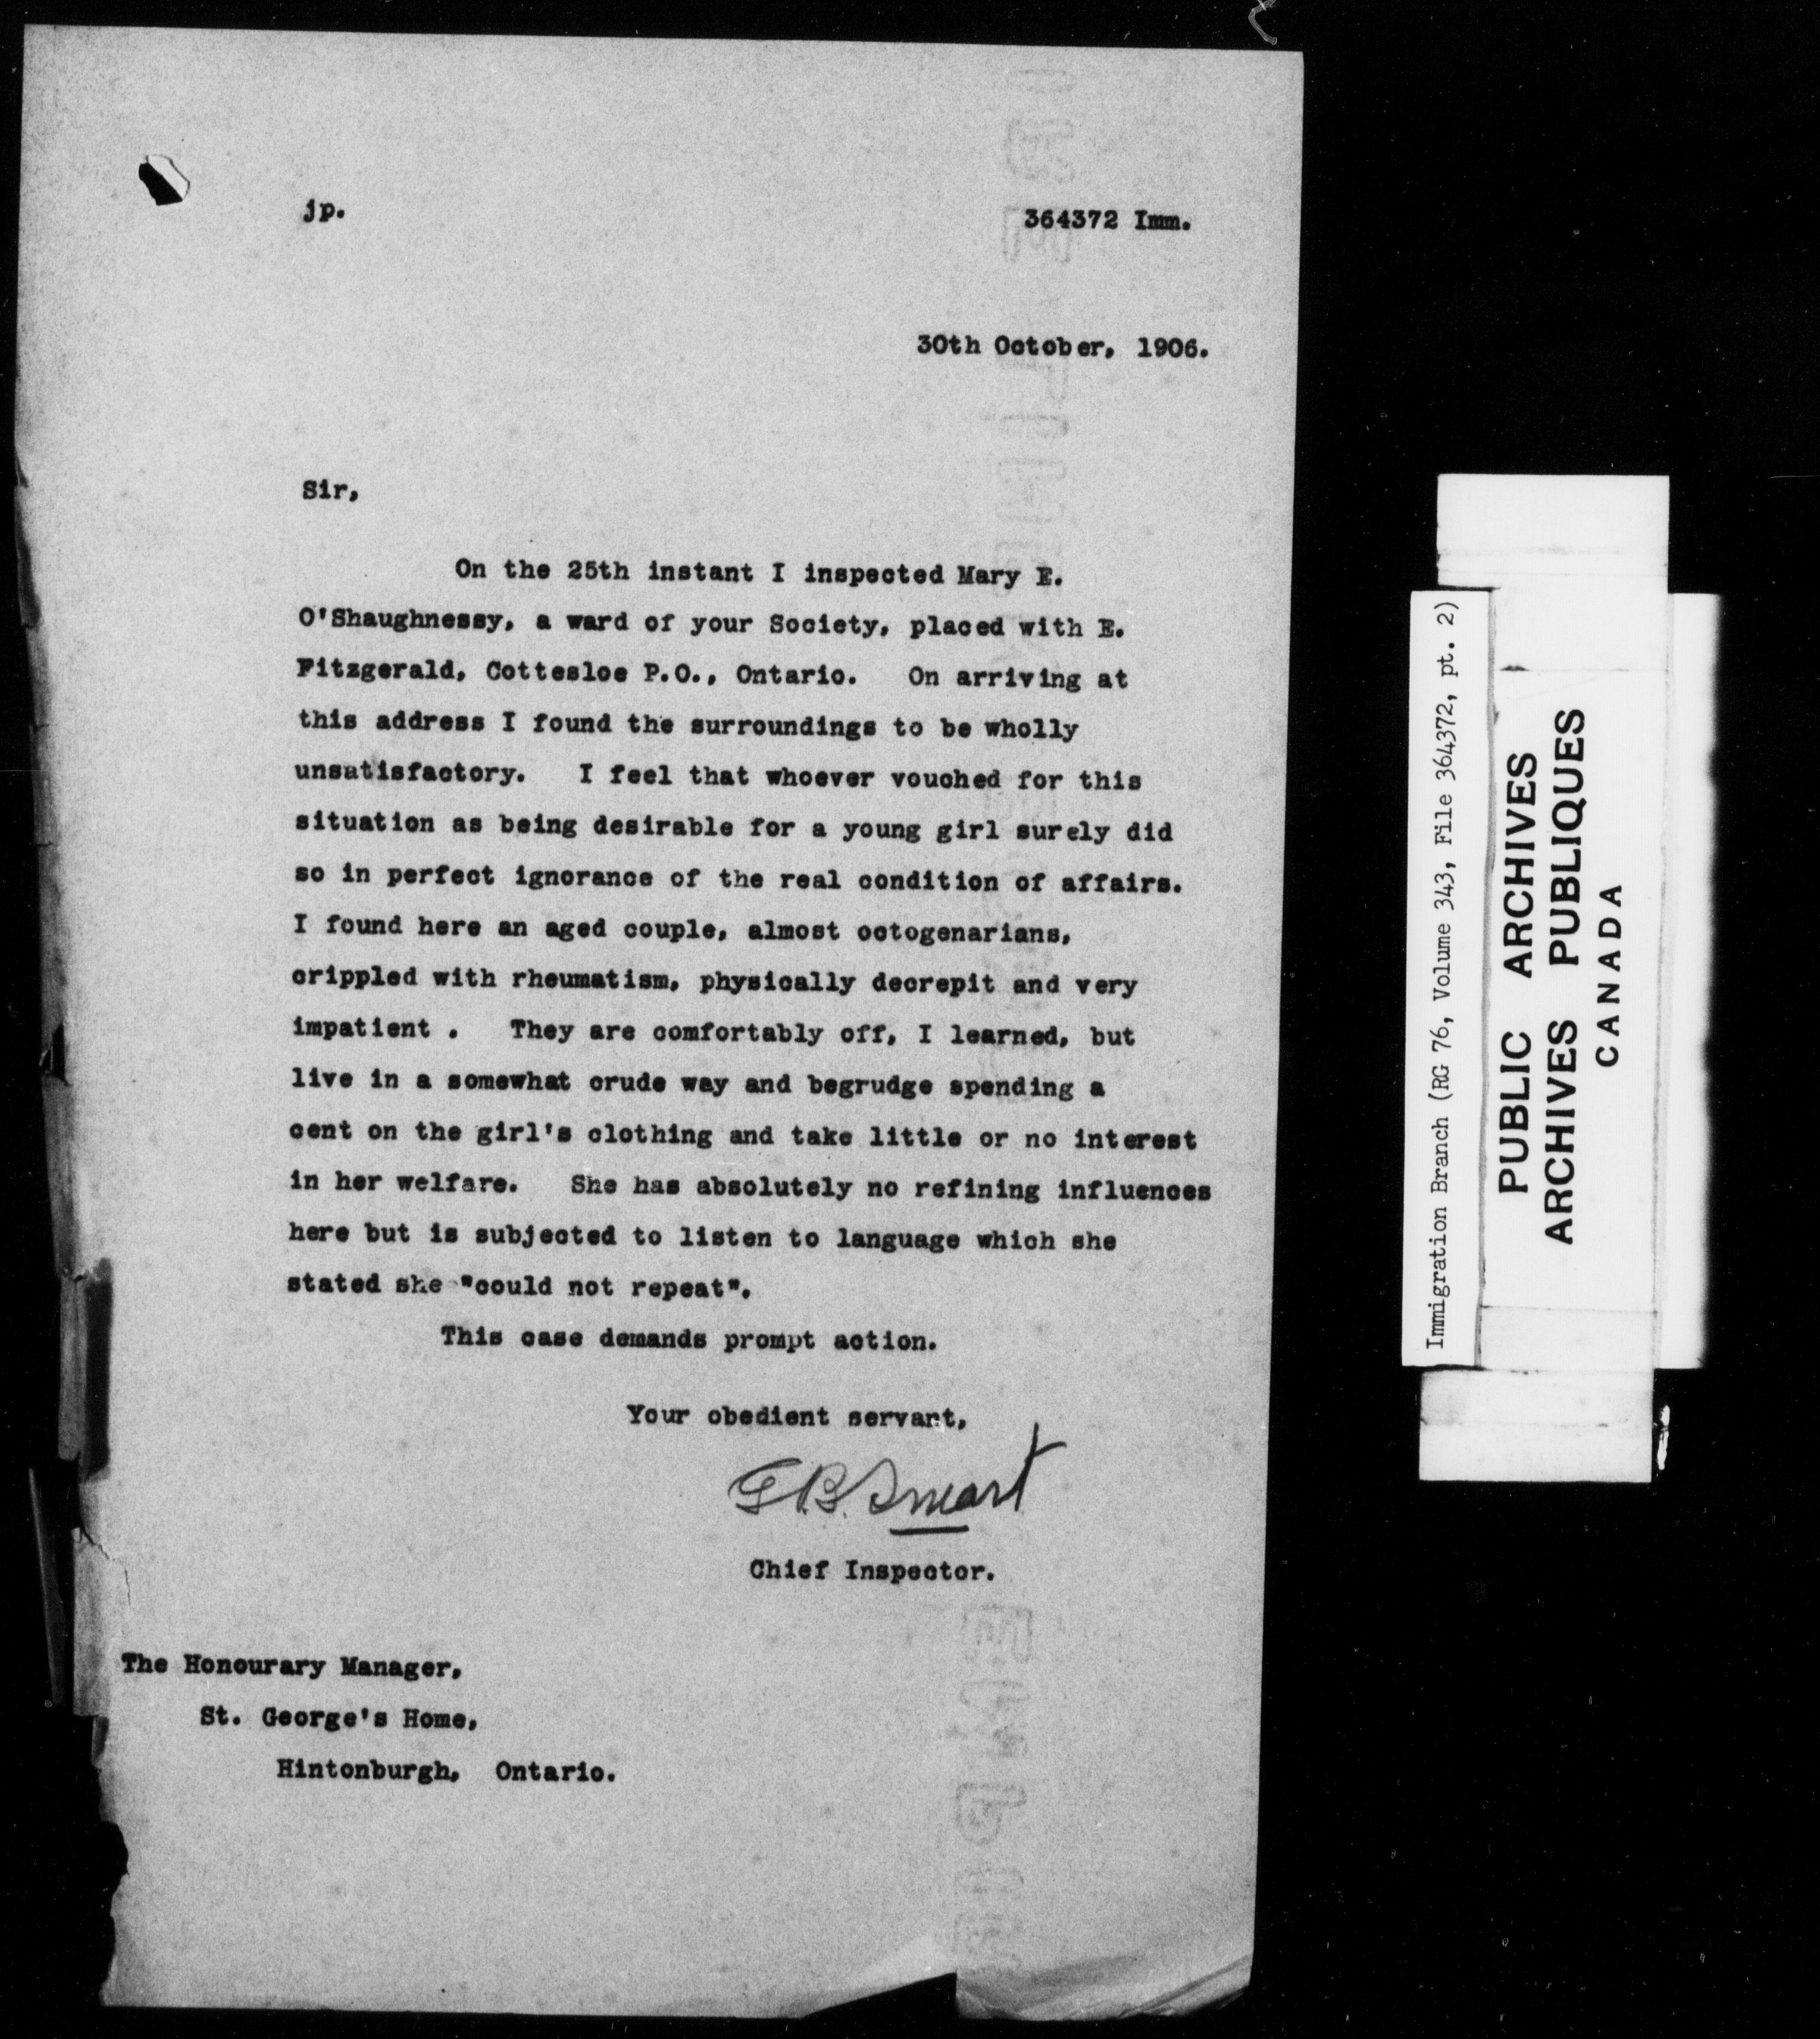 jp.
364372 Imm.
30th October, 1906.
Sir,
On the 25th instant I inspected Mary E.
O'Shaughnessy, a ward of your Society, placed with E.
Fitzgerald, Cottesloe P.O., Ontario. On arriving at
this address I found the surroundings to be wholly
unsatisfactory. I feel that whoever vouched for this
situation as being desirable for a young girl surely did
so in perfect ignorance of the real condition of affairs.
I found here an aged couple, almost octogenarians,
crippled with rheumatism, physically decrepit and very
impatient . They are comfortably off, I learned, but
live in a somewhat crude way and begrudge spending a
cent on the girl's clothing and take little or no interest
in her welfare. She has absolutely no refining influences
here but is subjected to listen to language which she
stated she "could not repeat".
This case demands prompt action.
Your obedient servant,
G.B. Smart
Chief Inspector.
The Honourary Manager,
St. George's Home,
Hintonburgh, Ontario.
Immigration Branch (RG 76, Volume 343, File 364372, pt. 2)
PUBLIC ARCHIVES
ARCHIVES PUBLIQUES
CANADA